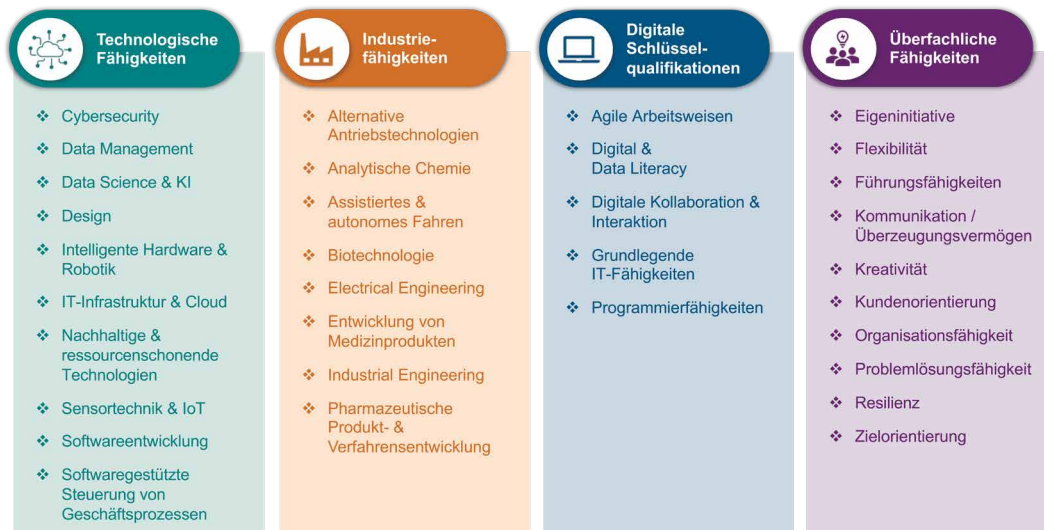 Technologische
Fähigkeiten
❖ Cybersecurity
❖ Data Management
❖ Data Science & KI
❖ Design
❖ Intelligente Hardware &
Robotik
❖ IT-Infrastruktur & Cloud
❖ Nachhaltige &
ressourcenschonende
Technologien
❖ Sensortechnik & IoT
❖ Softwareentwicklung
❖ Softwaregestützte
Steuerung von
Geschäftsprozessen
Industrie-
fähigkeiten
❖ Alternative
Antriebstechnologien
❖ Analytische Chemie
❖ Assistiertes &
autonomes Fahren
❖ Biotechnologie
❖ Electrical Engineering
❖ Entwicklung von
Medizinprodukten
❖ Industrial Engineering
❖ Pharmazeutische
Produkt- &
Verfahrensentwicklung
Digitale
Schlüssel-
qualifikationen
❖ Agile Arbeitsweisen
❖ Digital &
Data Literacy
❖ Digitale Kollaboration &
Interaktion
❖ Grundlegende
IT-Fähigkeiten
❖ Programmierfähigkeiten
Überfachliche
Fähigkeiten
❖ Eigeninitiative
❖ Flexibilität
❖ Führungsfähigkeiten
❖ Kommunikation /
Überzeugungsvermögen
❖ Kreativität
❖ Kundenorientierung
❖ Organisationsfähigkeit
❖ Problemlösungsfähigkeit
❖ Resilienz
❖ Zielorientierung